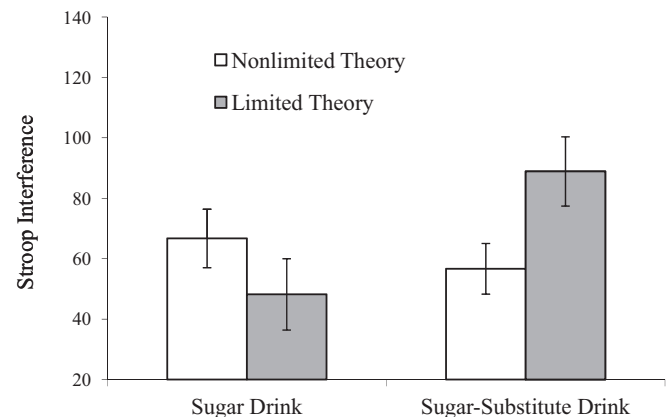 140
120
100
80
60
40
20
Stroop Interference
Nonlimited Theory
Limited Theory
Sugar Drink
Sugar-Substitute Drink